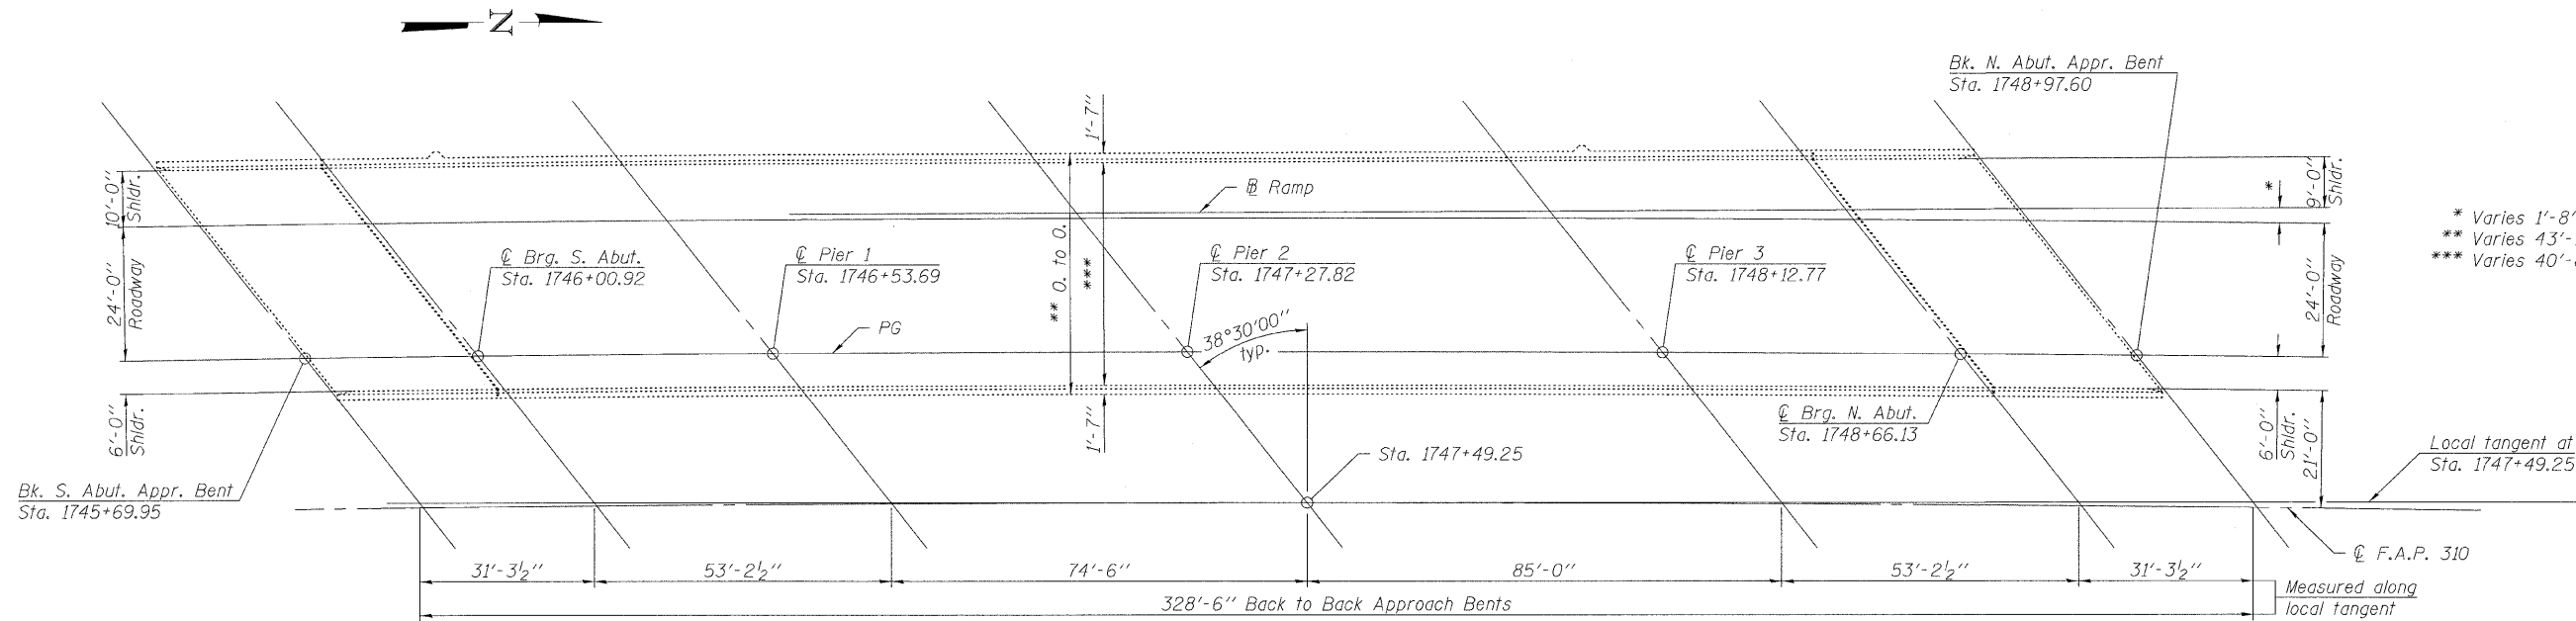 N
Bk. N. Abut. Appr. Bent
Sta. 1748+97.60
1'-7"
10'-0"
Shldr.
℄ Ramp
*
9'-0"
Shldr.
* Varies 1'-8"
** Varies 43'-
*** Varies 40'-
24'-0"
Roadway
℄ Brg. S. Abut.
Sta. 1746+00.92
℄ Pier 1
Sta. 1746+53.69
** O. to O.
***
℄ Pier 2
Sta. 1747+27.82
℄ Pier 3
Sta. 1748+12.77
24'-0"
Roadway
PG
38°30'00"
typ.
6'-0"
Shldr.
1'-7"
℄ Brg. N. Abut.
Sta. 1748+66.13
6'-0"
Shldr.
21'-0"
Sta. 1747+49.25
Local tangent at
Sta. 1747+49.25
Bk. S. Abut. Appr. Bent
Sta. 1745+69.95
℄ F.A.P. 310
31'-3½"
53'-2½"
74'-6"
85'-0"
53'-2½"
31'-3½"
328'-6" Back to Back Approach Bents
Measured along
local tangent